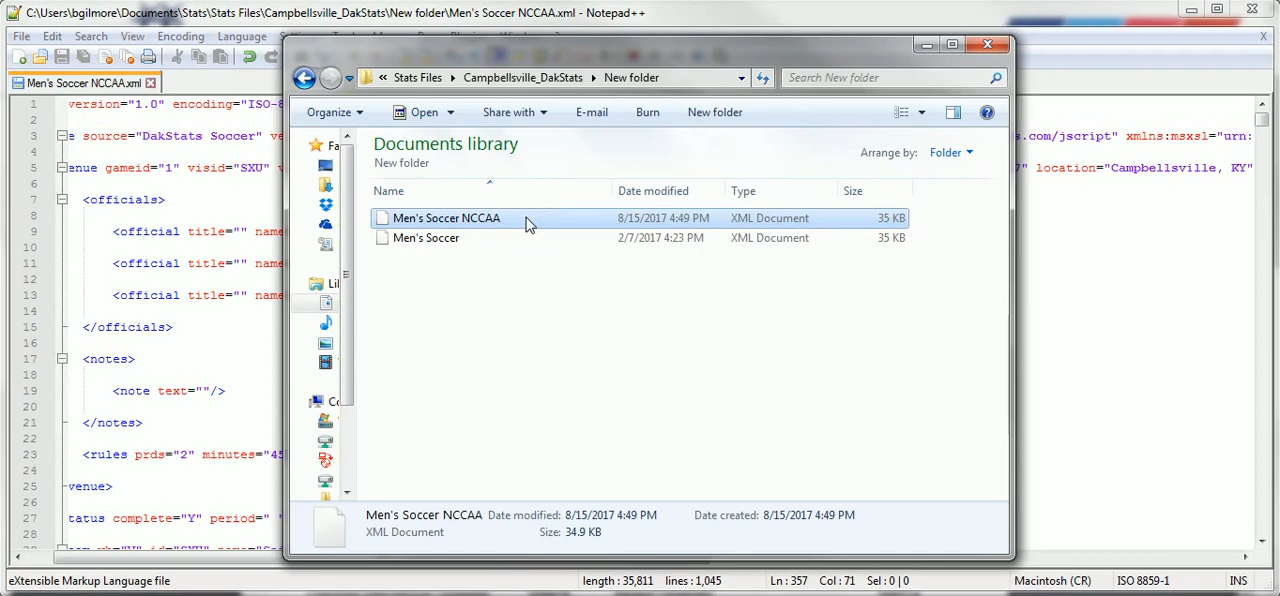 C:\Users\bgilmore\Documents\Stats\Stats Files\Campbellsville_DakStats\New folder\Men's Soccer NCCAA.xml - Notepad++
File Edit Search View Encoding Language
X
Men's Soccer NCCAA.xml
« Stats Files Campbellsville_DakStats New folder
Search New folder
Organize Open Share with E-mail Burn New folder
Documents library
New folder
Arrange by: Folder
Name Date modified Type Size
Men's Soccer NCCAA 8/15/2017 4:49 PM XML Document 35 KB
Men's Soccer 2/7/2017 4:23 PM XML Document 35 KB
Fa
Li
Co
Men's Soccer NCCAA Date modified: 8/15/2017 4:49 PM Date created: 8/15/2017 4:49 PM
XML Document Size: 34.9 KB
1 version="1.0" encoding="ISO-8
2
3 e source="DakStats Soccer" ve s.com/jscript" xmlns:msxsl="urn:
4
5 enue gameid="1" visid="SXU" vi 7" location="Campbellsville, KY"
6
7 <officials>
8
9 <official title="" name
10
11 <official title="" name
12
13 <official title="" name
14
15 </officials>
16
17 <notes>
18
19 <note text=""/>
20
21 </notes>
22
23 <rules prds="2" minutes="45
24
25 venue>
26
27 tatus complete="Y" period="
28
eXtensible Markup Language file length : 35,811 lines : 1,045 Ln : 357 Col : 71 Sel : 0 | 0 Macintosh (CR) ISO 8859-1 INS